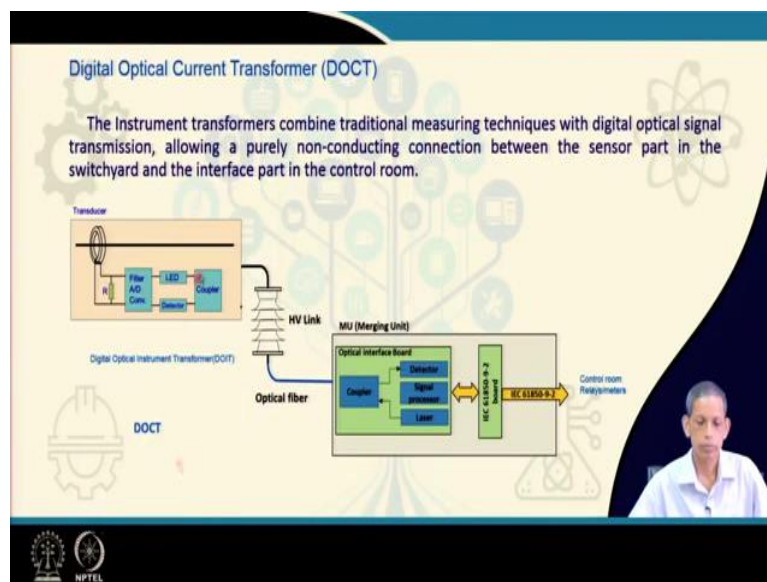 Digital Optical Current Transformer (DOCT)
The Instrument transformers combine traditional measuring techniques with digital optical signal
transmission, allowing a purely non-conducting connection between the sensor part in the
switchyard and the interface part in the control room.
Transducer
R
Filter
A/D
Conv.
LED
Detector
Coupler
Digital Optical Instrument Transformer(DOIT)
HV Link
Optical fiber
DOCT
MU (Merging Unit)
Optical interface Board
Coupler
Detector
Signal
processor
Laser
IEC 61850-9-2
board
IEC 61850-9-2
Control room
Relays/meters
NPTEL